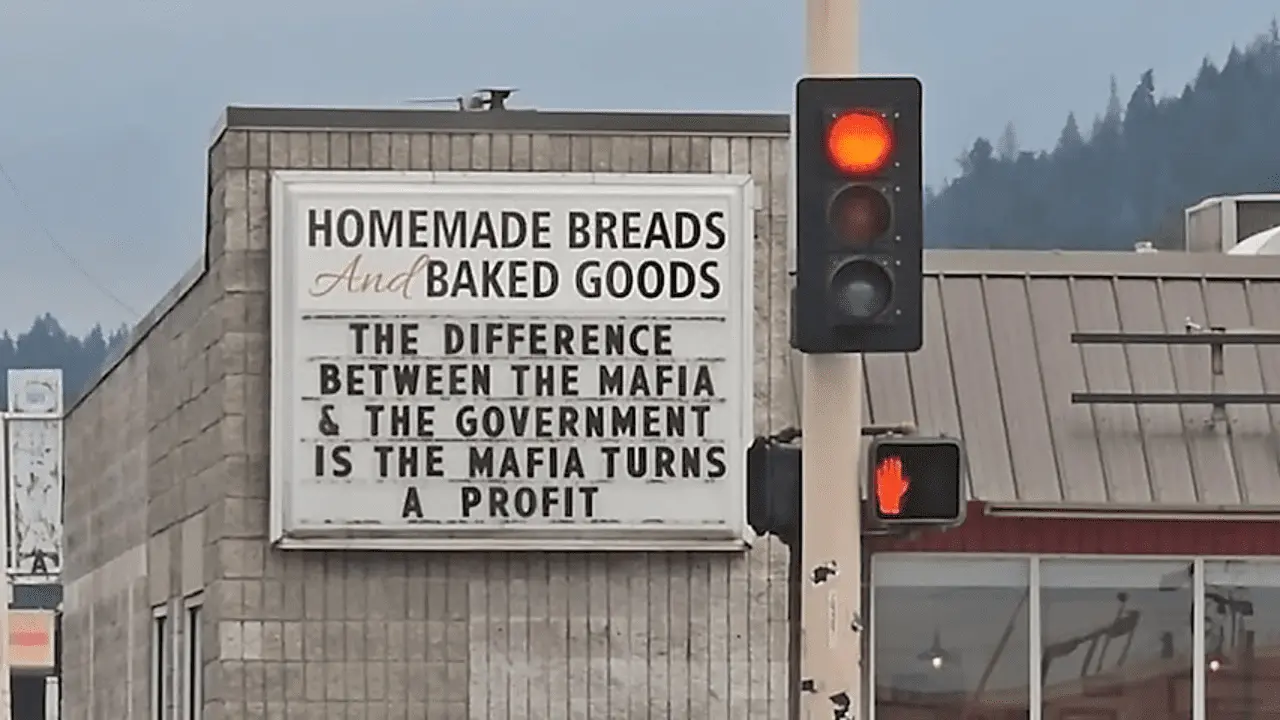 HOMEMADE BREADS
And BAKED GOODS
THE DIFFERENCE
BETWEEN THE MAFIA
& THE GOVERNMENT
IS THE MAFIA TURNS
A PROFIT
A